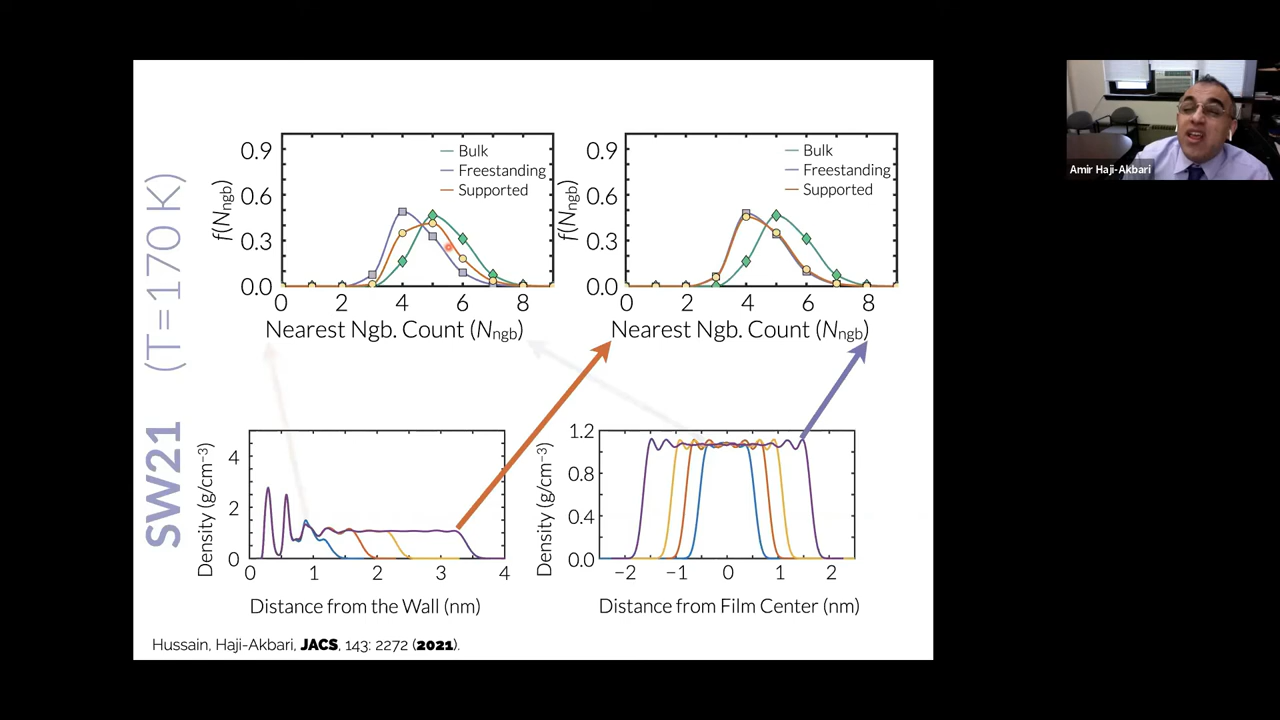 SW21 (T=170 K)
0.9
0.6
0.3
0.0
f(Nngb)
Bulk
Freestanding
Supported
0 2 4 6 8
Nearest Ngb. Count (Nngb)
0.9
0.6
0.3
0.0
f(Nngb)
Bulk
Freestanding
Supported
0 2 4 6 8
Nearest Ngb. Count (Nngb)
4
2
0
Density (g/cm⁻³)
0 1 2 3 4
Distance from the Wall (nm)
1.2
0.8
0.4
0.0
Density (g/cm⁻³)
−2 −1 0 1 2
Distance from Film Center (nm)
Hussain, Haji-Akbari, JACS, 143: 2272 (2021).
Amir Haji-Akbari